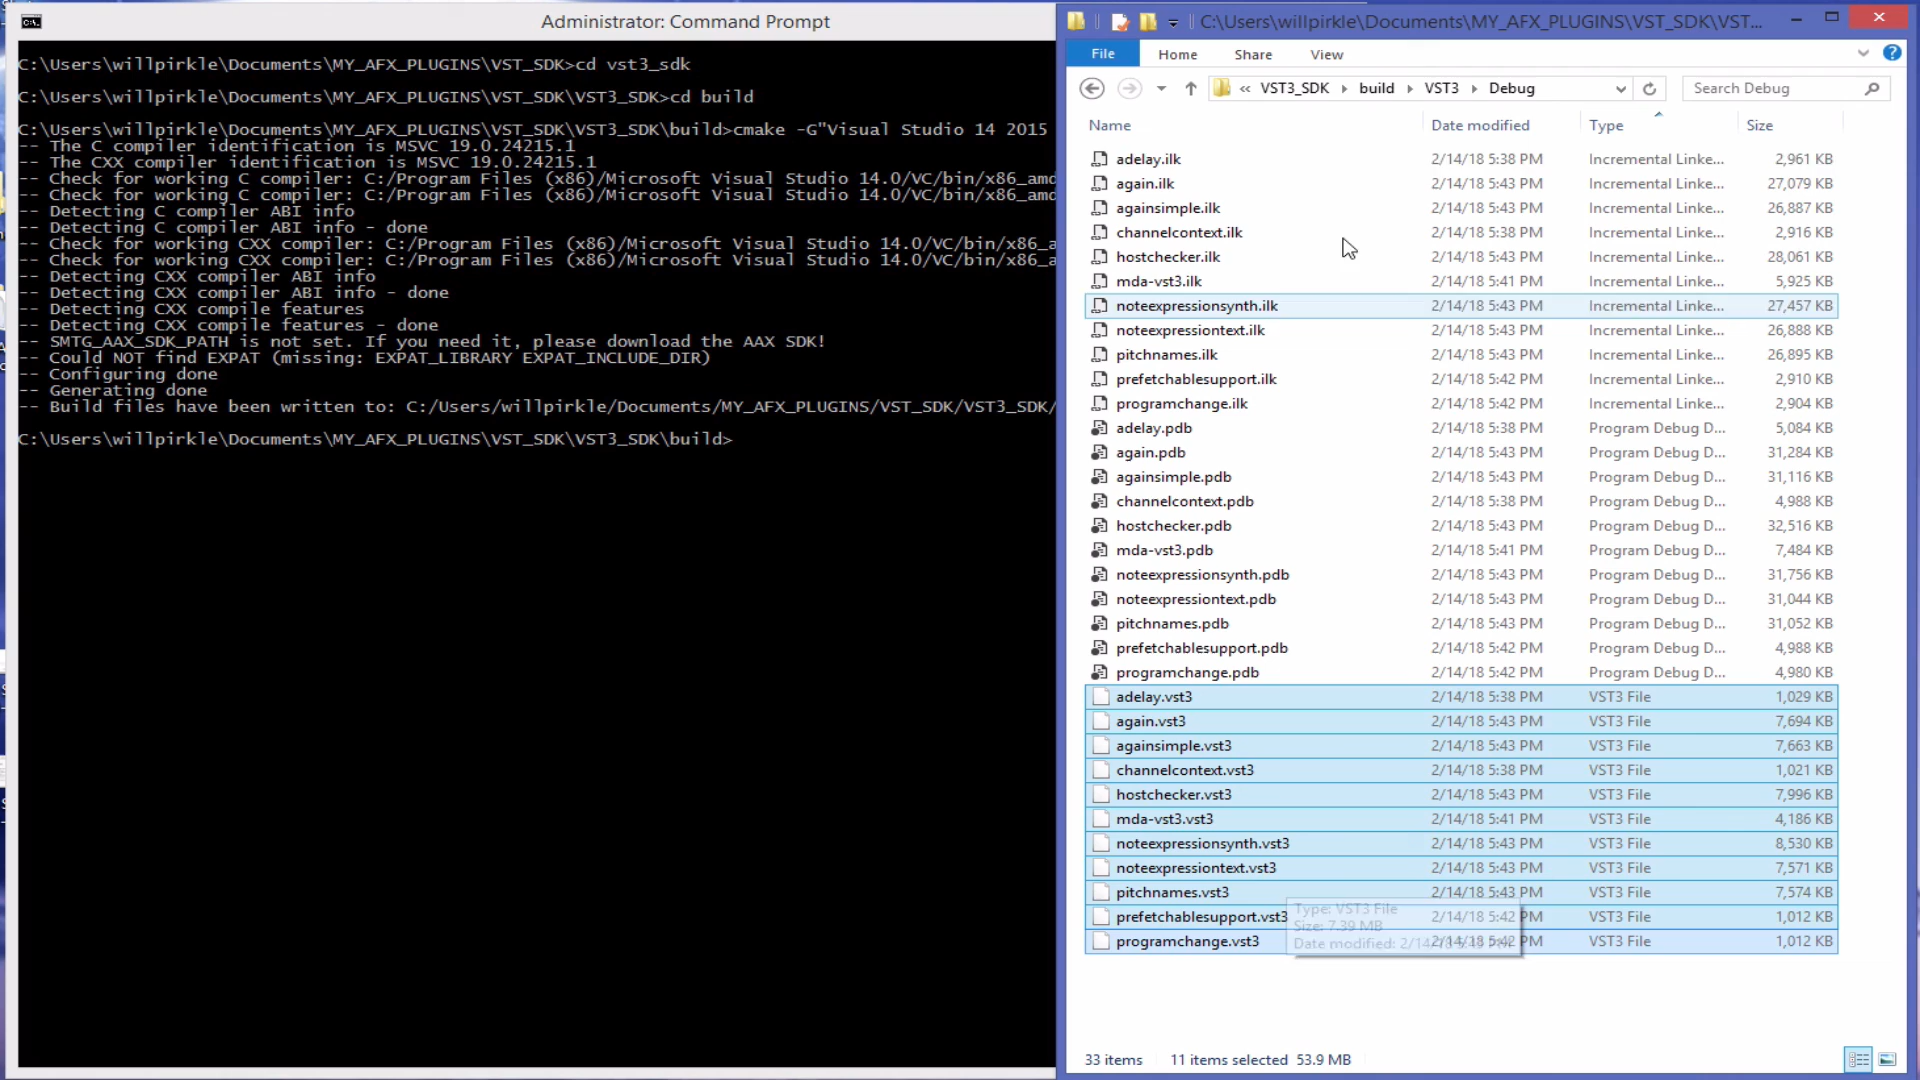 Administrator: Command Prompt
C:\Users\willpirkle\Documents\MY_AFX_PLUGINS\VST_SDK>cd vst3_sdk
C:\Users\willpirkle\Documents\MY_AFX_PLUGINS\VST_SDK\VST3_SDK>cd build
C:\Users\willpirkle\Documents\MY_AFX_PLUGINS\VST_SDK\VST3_SDK\build>cmake -G"Visual Studio 14 2015
-- The C compiler identification is MSVC 19.0.24215.1
-- The CXX compiler identification is MSVC 19.0.24215.1
-- Check for working C compiler: C:/Program Files (x86)/Microsoft Visual Studio 14.0/VC/bin/x86_amd
-- Check for working C compiler: C:/Program Files (x86)/Microsoft Visual Studio 14.0/VC/bin/x86_amd
-- Detecting C compiler ABI info
-- Detecting C compiler ABI info - done
-- Check for working CXX compiler: C:/Program Files (x86)/Microsoft Visual Studio 14.0/VC/bin/x86_a
-- Check for working CXX compiler: C:/Program Files (x86)/Microsoft Visual Studio 14.0/VC/bin/x86_a
-- Detecting CXX compiler ABI info
-- Detecting CXX compiler ABI info - done
-- Detecting CXX compile features
-- Detecting CXX compile features - done
-- SMTG_AAX_SDK_PATH is not set. If you need it, please download the AAX SDK!
-- Could NOT find EXPAT (missing: EXPAT_LIBRARY EXPAT_INCLUDE_DIR)
-- Configuring done
-- Generating done
-- Build files have been written to: C:/Users/willpirkle/Documents/MY_AFX_PLUGINS/VST_SDK/VST3_SDK/
C:\Users\willpirkle\Documents\MY_AFX_PLUGINS\VST_SDK\VST3_SDK\build>
C:\Users\willpirkle\Documents\MY_AFX_PLUGINS\VST_SDK\VST...
File Home Share View
« VST3_SDK build VST3 Debug Search Debug
Name Date modified Type Size
adelay.ilk 2/14/18 5:38 PM Incremental Linke... 2,961 KB
again.ilk 2/14/18 5:43 PM Incremental Linke... 27,079 KB
againsimple.ilk 2/14/18 5:43 PM Incremental Linke... 26,887 KB
channelcontext.ilk 2/14/18 5:38 PM Incremental Linke... 2,916 KB
hostchecker.ilk 2/14/18 5:43 PM Incremental Linke... 28,061 KB
mda-vst3.ilk 2/14/18 5:41 PM Incremental Linke... 5,925 KB
noteexpressionsynth.ilk 2/14/18 5:43 PM Incremental Linke... 27,457 KB
noteexpressiontext.ilk 2/14/18 5:43 PM Incremental Linke... 26,888 KB
pitchnames.ilk 2/14/18 5:43 PM Incremental Linke... 26,895 KB
prefetchablesupport.ilk 2/14/18 5:42 PM Incremental Linke... 2,910 KB
programchange.ilk 2/14/18 5:42 PM Incremental Linke... 2,904 KB
adelay.pdb 2/14/18 5:38 PM Program Debug D... 5,084 KB
again.pdb 2/14/18 5:43 PM Program Debug D... 31,284 KB
againsimple.pdb 2/14/18 5:43 PM Program Debug D... 31,116 KB
channelcontext.pdb 2/14/18 5:38 PM Program Debug D... 4,988 KB
hostchecker.pdb 2/14/18 5:43 PM Program Debug D... 32,516 KB
mda-vst3.pdb 2/14/18 5:41 PM Program Debug D... 7,484 KB
noteexpressionsynth.pdb 2/14/18 5:43 PM Program Debug D... 31,756 KB
noteexpressiontext.pdb 2/14/18 5:43 PM Program Debug D... 31,044 KB
pitchnames.pdb 2/14/18 5:43 PM Program Debug D... 31,052 KB
prefetchablesupport.pdb 2/14/18 5:42 PM Program Debug D... 4,988 KB
programchange.pdb 2/14/18 5:42 PM Program Debug D... 4,980 KB
adelay.vst3 2/14/18 5:38 PM VST3 File 1,029 KB
again.vst3 2/14/18 5:43 PM VST3 File 7,694 KB
againsimple.vst3 2/14/18 5:43 PM VST3 File 7,663 KB
channelcontext.vst3 2/14/18 5:38 PM VST3 File 1,021 KB
hostchecker.vst3 2/14/18 5:43 PM VST3 File 7,996 KB
mda-vst3.vst3 2/14/18 5:41 PM VST3 File 4,186 KB
noteexpressionsynth.vst3 2/14/18 5:43 PM VST3 File 8,530 KB
noteexpressiontext.vst3 2/14/18 5:43 PM VST3 File 7,571 KB
pitchnames.vst3 2/14/18 5:43 PM VST3 File 7,574 KB
Type: VST3 File
prefetchablesupport.vst3 2/14/18 5:42 PM VST3 File 1,012 KB
Size: 7.39 MB
programchange.vst3 2/14/18 5:42 PM VST3 File 1,012 KB
Date modified:
33 items 11 items selected 53.9 MB